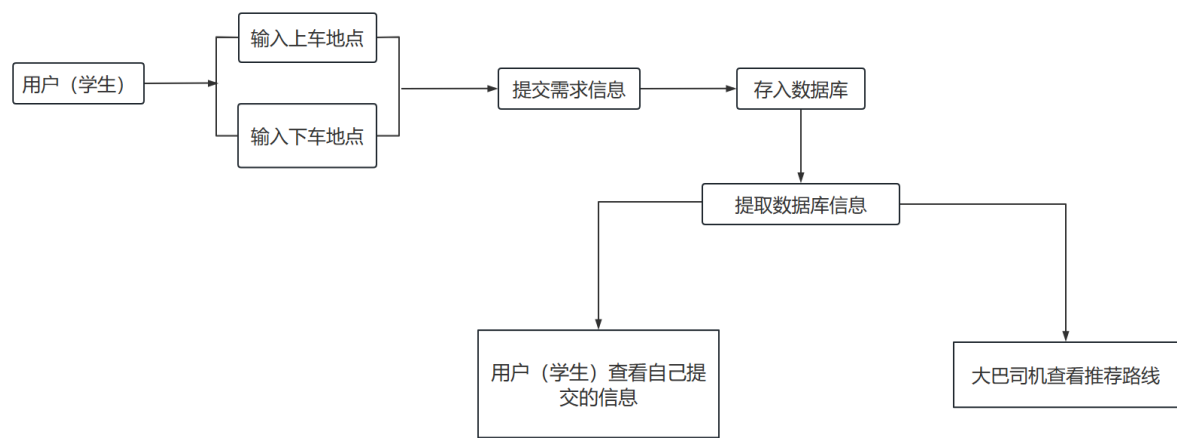 输入上车地点
用户（学生）
提交需求信息
存入数据库
输入下车地点
提取数据库信息
用户（学生）查看自己提
交的信息
大巴司机查看推荐路线